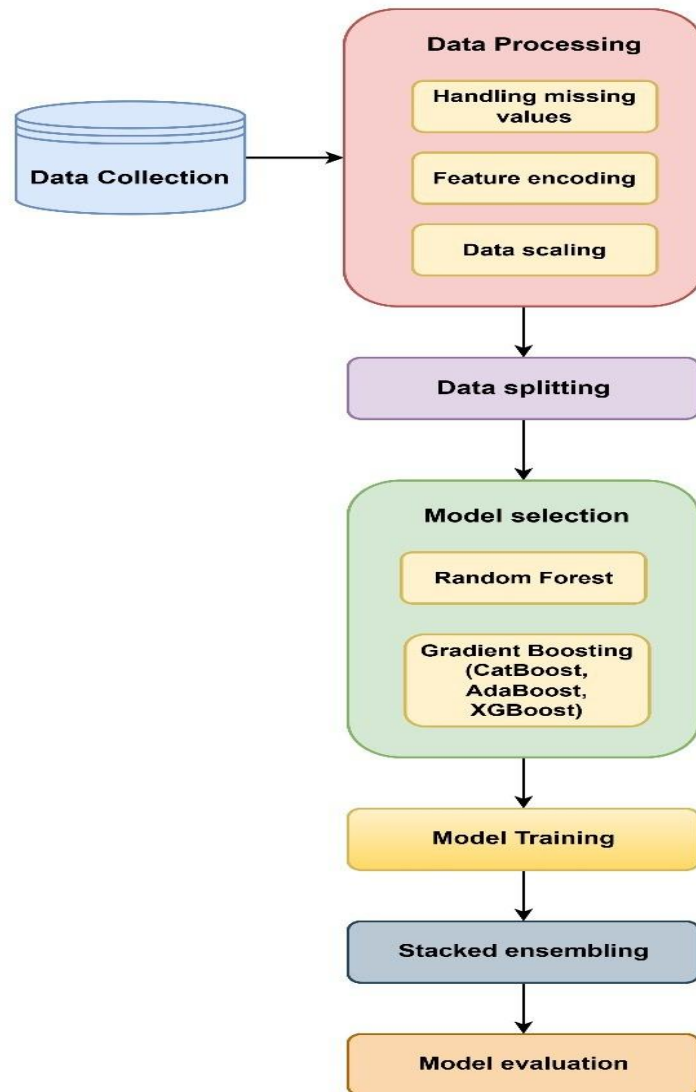 Data Processing
Handling missing
values
Data Collection
Feature encoding
Data scaling
Data splitting
Model selection
Random Forest
Gradient Boosting
(CatBoost,
AdaBoost,
XGBoost)
Model Training
Stacked ensembling
Model evaluation